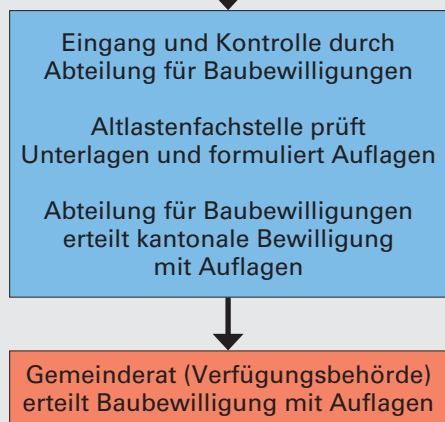 Eingang und Kontrolle durch
Abteilung für Baubewilligungen
Altlastenfachstelle prüft
Unterlagen und formuliert Auflagen
Abteilung für Baubewilligungen
erteilt kantonale Bewilligung
mit Auflagen
Gemeinderat (Verfügungsbehörde)
erteilt Baubewilligung mit Auflagen